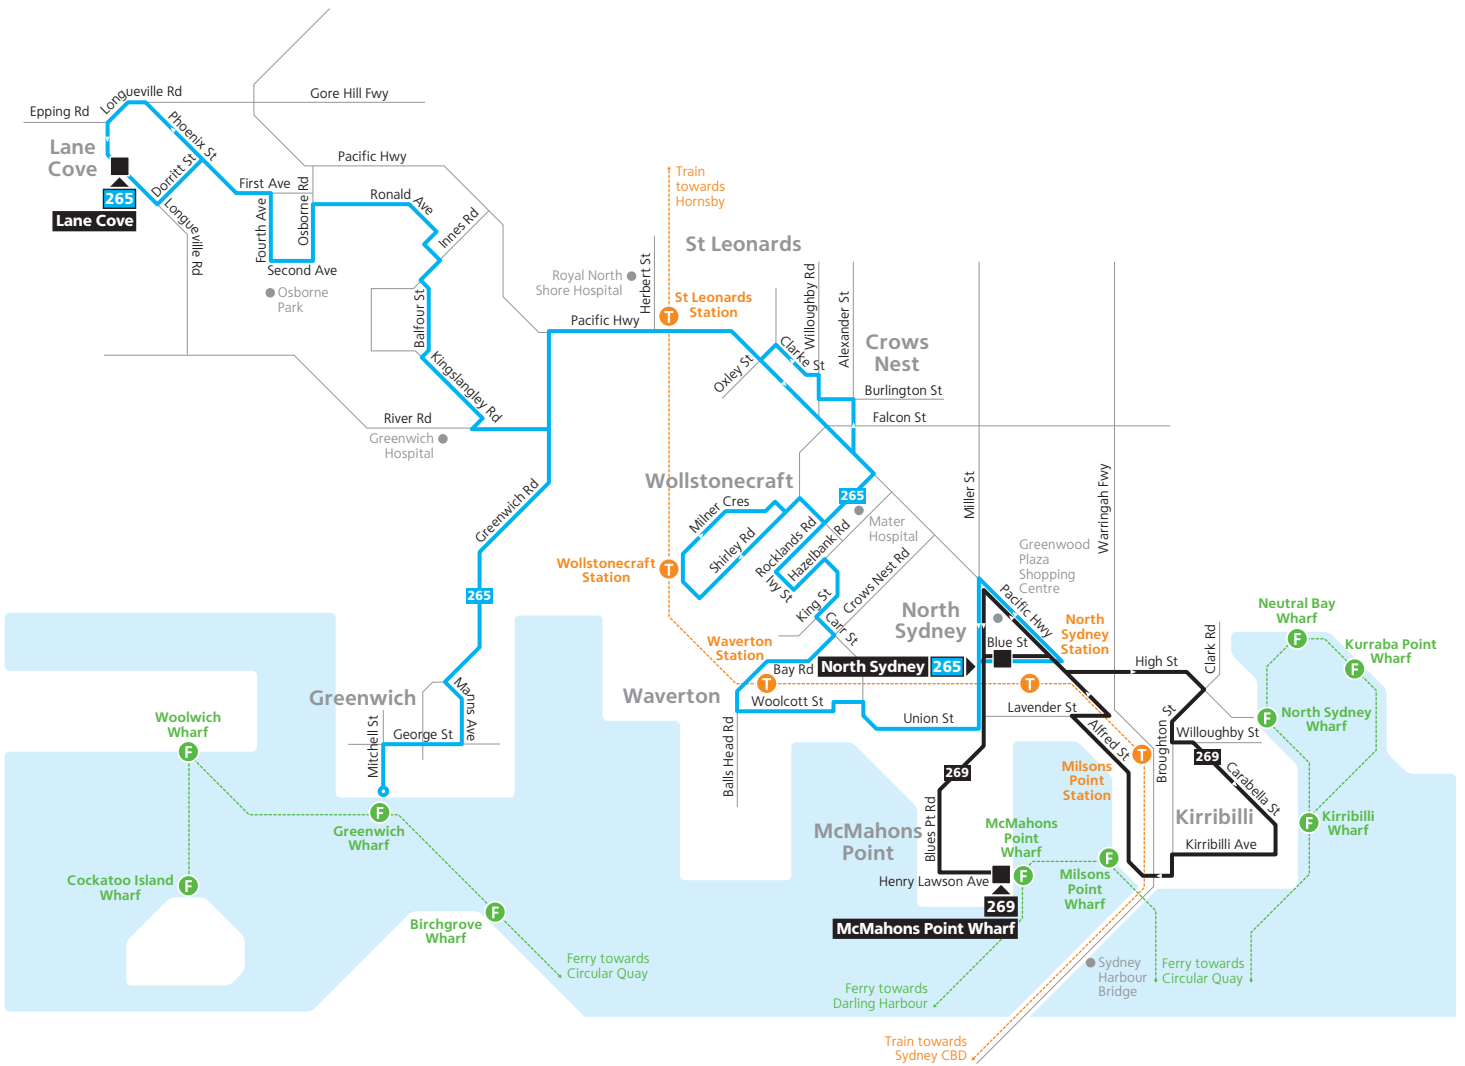 Longueville Rd
Epping Rd
Gore Hill Fwy
Phoenix St
Lane
Cove
Pacific Hwy
Dorritt St
First Ave
Osborne Rd
Ronald Ave
265
Lane Cove
Longueville Rd
Fourth Ave
Innes Rd
Second Ave
Osborne
Park
Balfour St
Kingslangley Rd
River Rd
Greenwich
Hospital
Train
towards
Hornsby
St Leonards
Royal North
Shore Hospital
Herbert St
St Leonards
Station
Pacific Hwy
Willoughby Rd
Alexander St
Crows
Nest
Clarke St
Oxley St
Burlington St
Falcon St
Wollstonecraft
Milner Cres
265
Mater
Hospital
Miller St
Warringah Fwy
Greenwich Rd
Shirley Rd
Rocklands Rd
Hazelbank Rd
Ivy St
Crows Nest Rd
Wollstonecraft
Station
T
T
265
King St
Carr St
Greenwood
Plaza
Shopping
Centre
Pacific Hwy
North
Sydney
North
Sydney
Station
Blue St
Waverton
Station
Bay Rd
North Sydney
265
T
T
Waverton
Woolcott St
Union St
Lavender St
Balls Head Rd
High St
Clark Rd
Neutral Bay
Wharf
F
Kurraba Point
Wharf
F
North Sydney
Wharf
F
Broughton St
Willoughby St
269
Carabella St
Alfred St
T
Milsons
Point
Station
Kirribilli
Kirribilli
Wharf
F
Kirribilli Ave
Greenwich
Manns Ave
Mitchell St
George St
Woolwich
Wharf
F
F
Greenwich
Wharf
Cockatoo Island
Wharf
F
Birchgrove
Wharf
F
Ferry towards
Circular Quay
269
Blues Pt Rd
McMahons
Point
McMahons
Point
Wharf
F
F
Milsons
Point
Wharf
Henry Lawson Ave
269
McMahons Point Wharf
Sydney
Harbour
Bridge
Ferry towards
Circular Quay
Ferry towards
Darling Harbour
Train towards
Sydney CBD